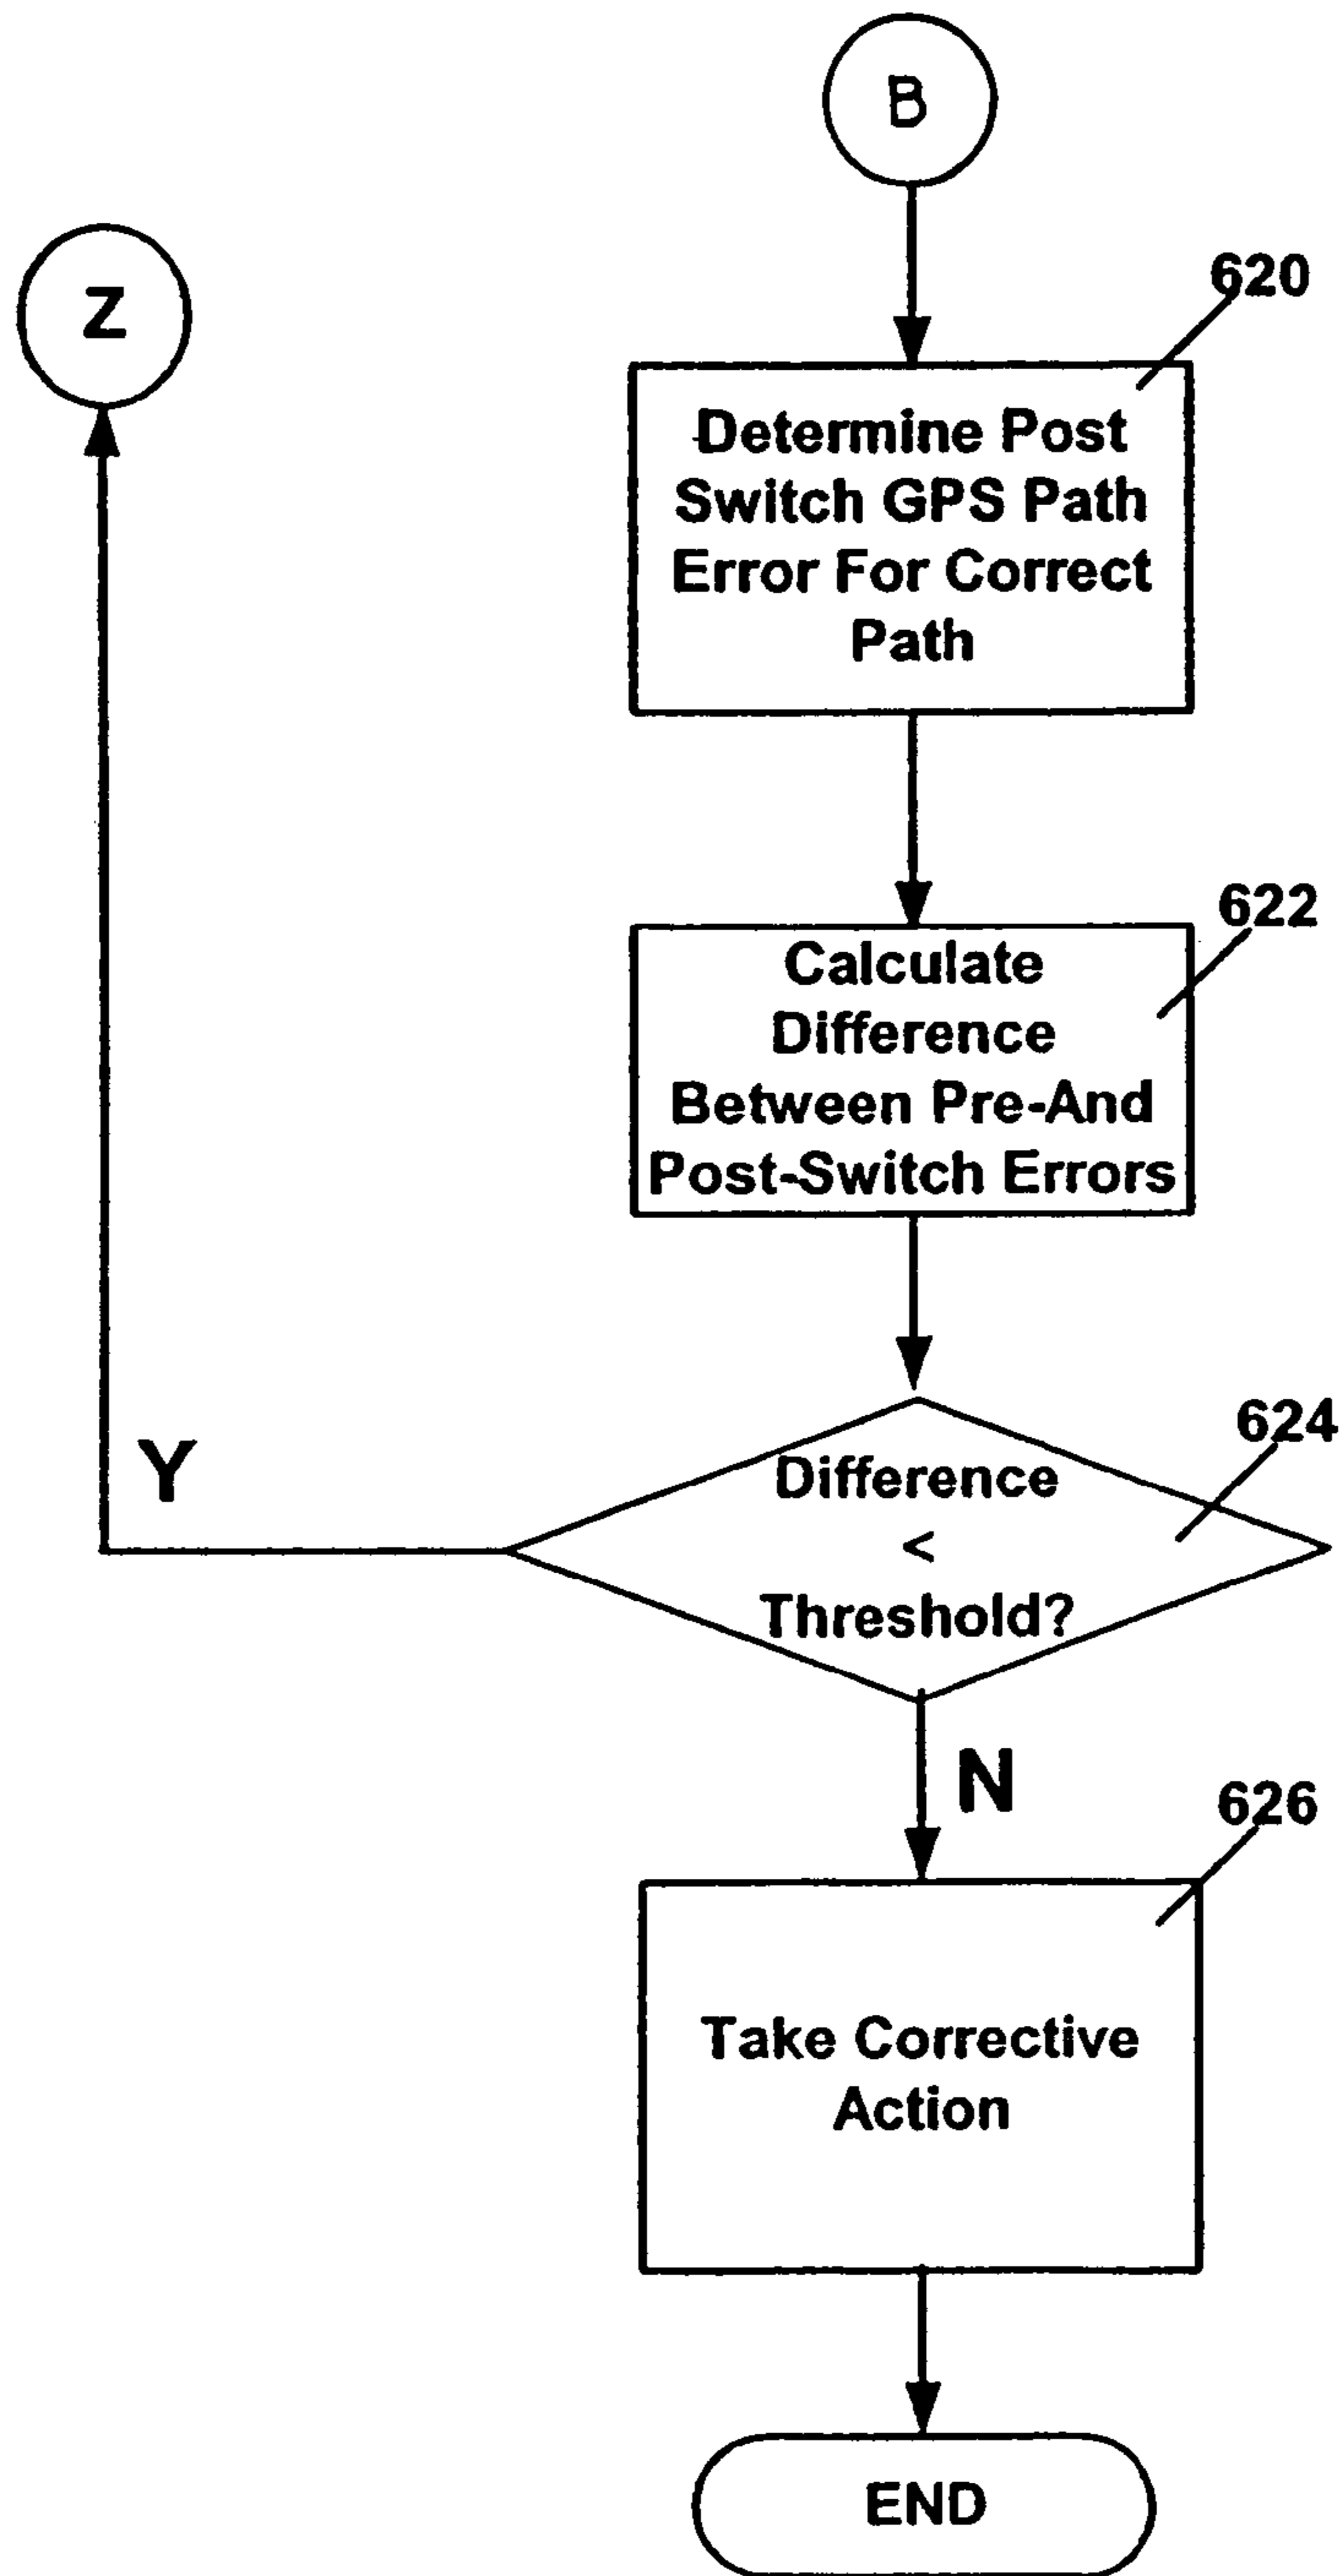 B
Z
620
Determine Post
Switch GPS Path
Error For Correct
Path
622
Calculate
Difference
Between Pre-And
Post-Switch Errors
624
Difference
<
Threshold?
Y
N
626
Take Corrective
Action
END